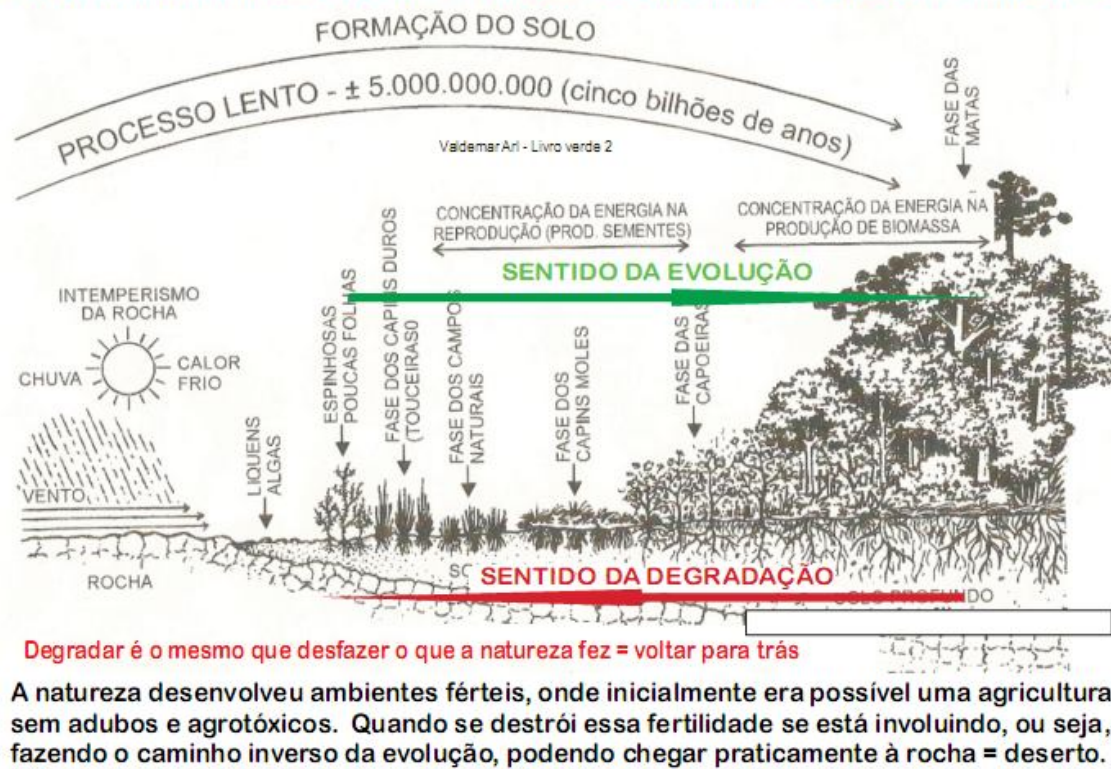 FORMAÇÃO DO SOLO
PROCESSO LENTO - ± 5.000.000.000 (cinco bilhões de anos)
Valdemar Arl - Livro verde 2
FASE DAS
MATAS
CONCENTRAÇÃO DA ENERGIA NA
REPRODUÇÃO (PROD. SEMENTES)
CONCENTRAÇÃO DA ENERGIA NA
PRODUÇÃO DE BIOMASSA
SENTIDO DA EVOLUÇÃO
INTEMPERISMO
DA ROCHA
CHUVA
CALOR
FRIO
VENTO
ROCHA
LIQUENS
ALGAS
ESPINHOSAS
POUCAS FOLHAS
FASE DOS CAPINS DUROS
(TOUCEIRAS0
FASE DOS CAMPOS
NATURAIS
FASE DOS
CAPINS MOLES
FASE DAS
CAPOEIRAS
SENTIDO DA DEGRADAÇÃO
SOLO PROFUNDO
Degradar é o mesmo que desfazer o que a natureza fez = voltar para trás
A natureza desenvolveu ambientes férteis, onde inicialmente era possível uma agricultura
sem adubos e agrotóxicos. Quando se destrói essa fertilidade se está involuindo, ou seja,
fazendo o caminho inverso da evolução, podendo chegar praticamente à rocha = deserto.